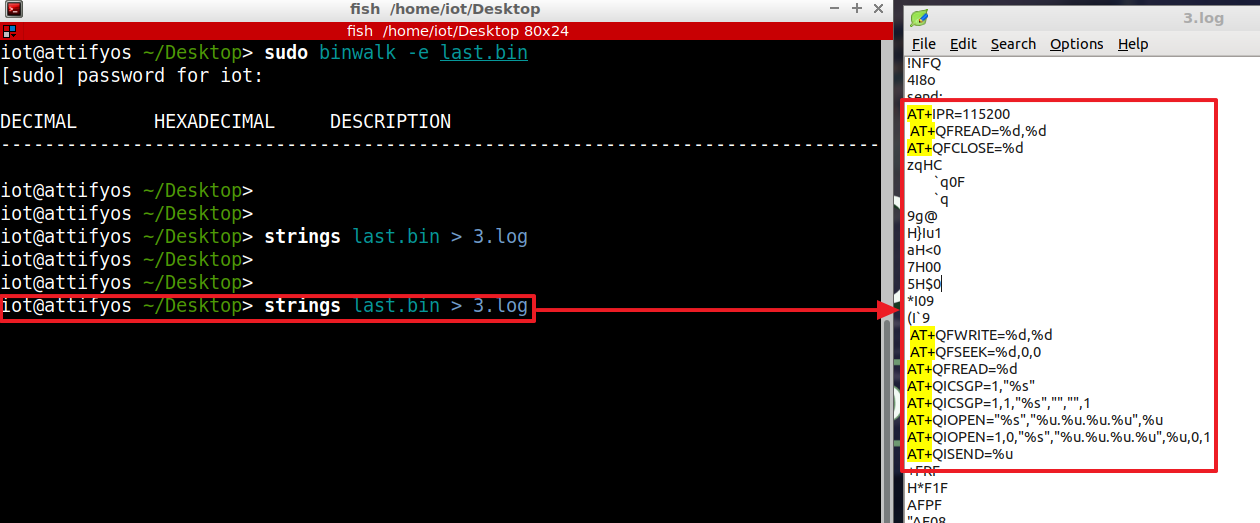 fish /home/iot/Desktop
fish /home/iot/Desktop 80x24
iot@attifyos ~/Desktop> sudo binwalk -e last.bin
[sudo] password for iot:
DECIMAL HEXADECIMAL DESCRIPTION
--------------------------------------------------------------------------------
iot@attifyos ~/Desktop>
iot@attifyos ~/Desktop>
iot@attifyos ~/Desktop> strings last.bin > 3.log
iot@attifyos ~/Desktop>
iot@attifyos ~/Desktop>
iot@attifyos ~/Desktop> strings last.bin > 3.log
3.log
File Edit Search Options Help
!NFQ
4I8o
send:
AT+IPR=115200
AT+QFREAD=%d,%d
AT+QFCLOSE=%d
zqHC
`q0F
`q
9g@
H}Iu1
aH<0
7H00
5H$0
*I09
(I`9
AT+QFWRITE=%d,%d
AT+QFSEEK=%d,0,0
AT+QFREAD=%d
AT+QICSGP=1,"%s"
AT+QICSGP=1,1,"%s","","",1
AT+QIOPEN="%s","%u.%u.%u.%u",%u
AT+QIOPEN=1,0,"%s","%u.%u.%u.%u",%u,0,1
AT+QISEND=%u
+FRF
H*F1F
AFPF
"AF08